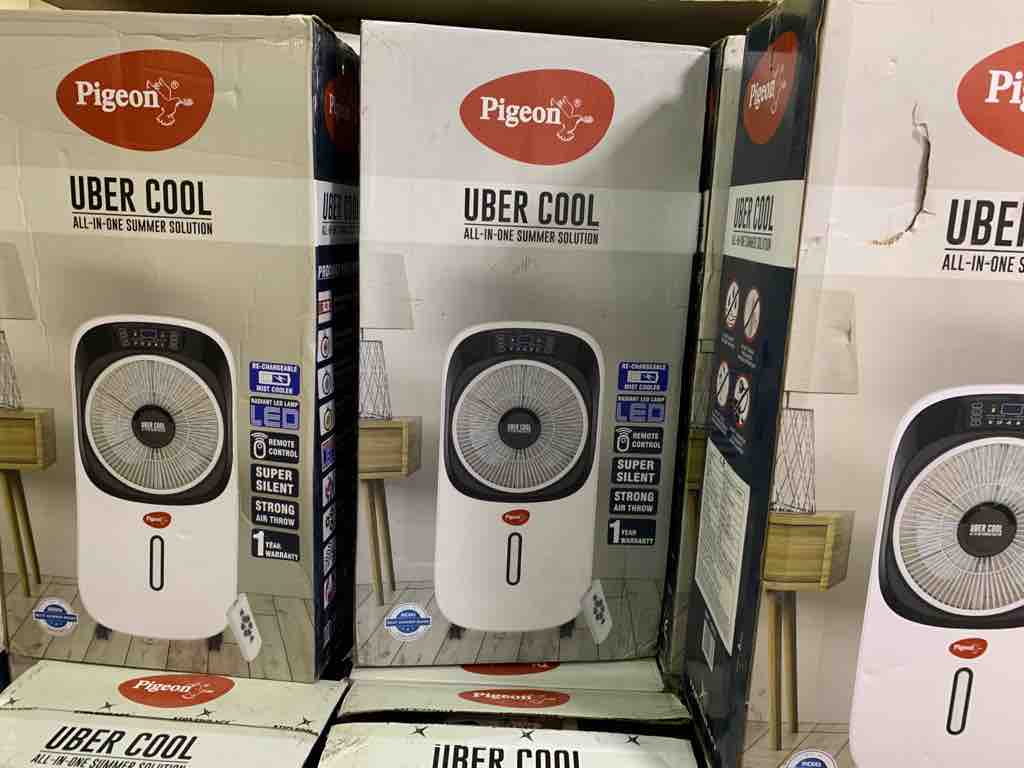 Pigeon
UBER COOL
ALL-IN-ONE SUMMER SOLUTION
RE-CHARGEABLE
MIST COOLER
RADIANT LED LAMP
LED
REMOTE
CONTROL
SUPER
SILENT
STRONG
AIR THROW
1 YEAR
WARRANTY
UBER COOL
Pigeon
Pigeon
UBER COOL
ALL-IN-ONE SUMMER SOLUTION
RE-CHARGEABLE
MIST COOLER
RADIANT LED LAMP
LED
REMOTE
CONTROL
SUPER
SILENT
STRONG
AIR THROW
1 YEAR
WARRANTY
UBER COOL
Pigeon
Pigeon
UBER COOL
ALL-IN-ONE SUMMER SOLUTION
Pi
UBE
ALL-IN-ONE S
UBER COOL
Pigeon
Pigeon
UBER COOL
Pigeon
UBER COOL